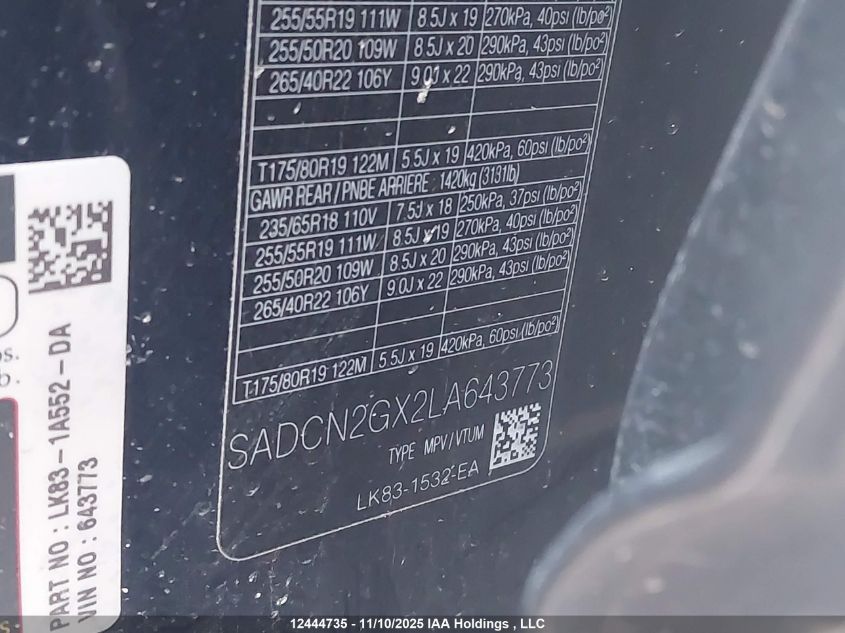 255/55R19 111W 8.5J x 19 270kPa, 40psi (lb/po²)
255/50R20 109W 8.5J x 20 290kPa, 43psi (lb/po²)
265/40R22 106Y 9.0J x 22 290kPa, 43psi (lb/po²)
T175/80R19 122M 5.5J x 19 420kPa, 60psi (lb/po²)
GAWR REAR / PNBE ARRIERE : 1420kg (3131lb)
235/65R18 110V 7.5J x 18 250kPa, 37psi (lb/po²)
255/55R19 111W 8.5J x 19 270kPa, 40psi (lb/po²)
255/50R20 109W 8.5J x 20 290kPa, 43psi (lb/po²)
265/40R22 106Y 9.0J x 22 290kPa, 43psi (lb/po²)
T175/80R19 122M 5.5J x 19 420kPa, 60psi (lb/po²)
SADCN2GX2LA643773
TYPE MPV / VTUM
LK83-1532-EA
PART NO : LK83 - 1A552 - DA
VIN NO : 643773
12444735 - 11/10/2025 IAA Holdings , LLC